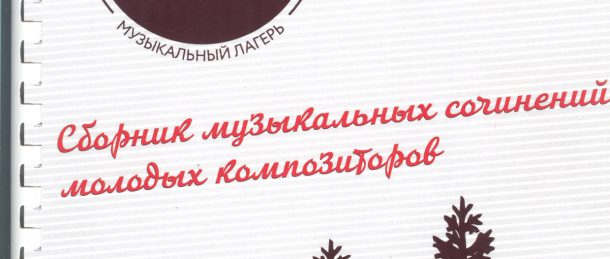 МУЗЫКАЛЬНЫЙ ЛАГЕРЬ
Сборник музыкальных сочинений
молодых композиторов